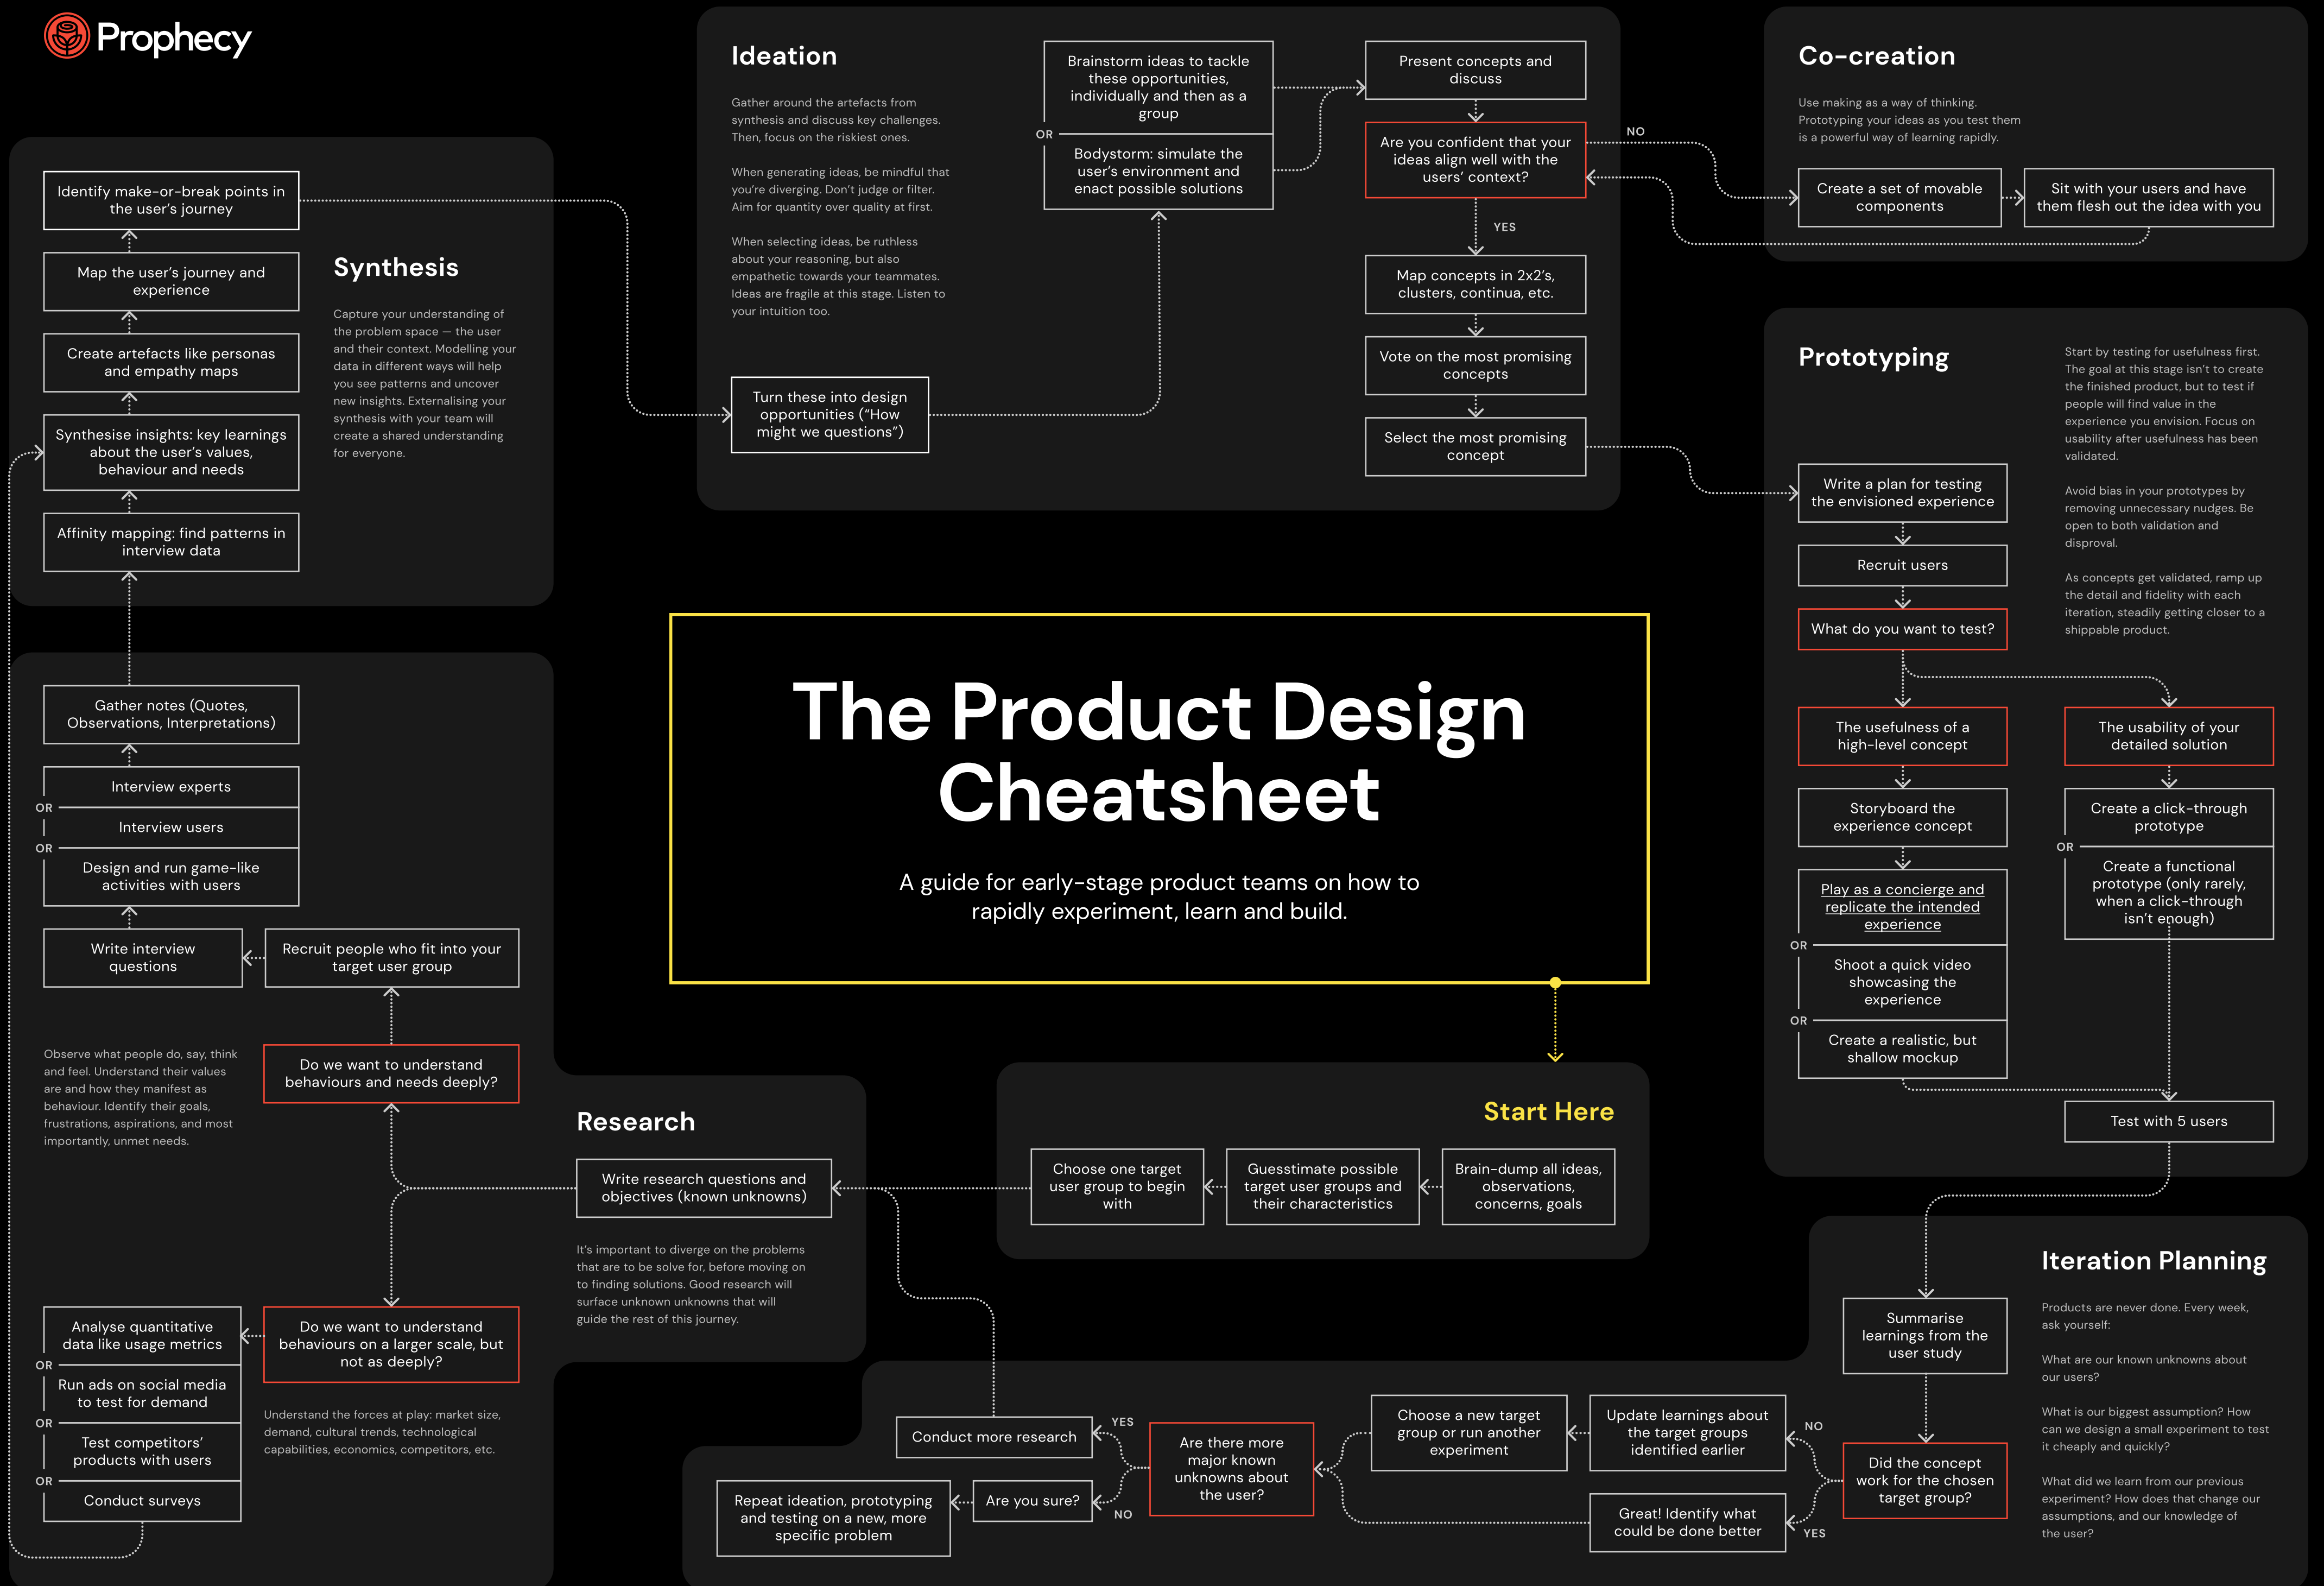 Prophecy
The Product Design
Cheatsheet
A guide for early-stage product teams on how to
rapidly experiment, learn and build.
Start Here
Brain-dump all ideas,
observations,
concerns, goals
Guesstimate possible
target user groups and
their characteristics
Choose one target
user group to begin
with
Research
Write research questions and
objectives (known unknowns)
It's important to diverge on the problems
that are to be solve for, before moving on
to finding solutions. Good research will
surface unknown unknowns that will
guide the rest of this journey.
Do we want to understand
behaviours and needs deeply?
Observe what people do, say, think
and feel. Understand their values
are and how they manifest as
behaviour. Identify their goals,
frustrations, aspirations, and most
importantly, unmet needs.
Recruit people who fit into your
target user group
Write interview
questions
Interview experts
OR
Interview users
OR
Design and run game-like
activities with users
Gather notes (Quotes,
Observations, Interpretations)
Do we want to understand
behaviours on a larger scale, but
not as deeply?
Understand the forces at play: market size,
demand, cultural trends, technological
capabilities, economics, competitors, etc.
Analyse quantitative
data like usage metrics
OR
Run ads on social media
to test for demand
OR
Test competitors'
products with users
OR
Conduct surveys
Synthesis
Capture your understanding of
the problem space — the user
and their context. Modelling your
data in different ways will help
you see patterns and uncover
new insights. Externalising your
synthesis with your team will
create a shared understanding
for everyone.
Identify make-or-break points in
the user's journey
Map the user's journey and
experience
Create artefacts like personas
and empathy maps
Synthesise insights: key learnings
about the user's values,
behaviour and needs
Affinity mapping: find patterns in
interview data
Ideation
Gather around the artefacts from
synthesis and discuss key challenges.
Then, focus on the riskiest ones.
When generating ideas, be mindful that
you're diverging. Don't judge or filter.
Aim for quantity over quality at first.
When selecting ideas, be ruthless
about your reasoning, but also
empathetic towards your teammates.
Ideas are fragile at this stage. Listen to
your intuition too.
Turn these into design
opportunities ("How
might we questions")
Brainstorm ideas to tackle
these opportunities,
individually and then as a
group
OR
Bodystorm: simulate the
user's environment and
enact possible solutions
Present concepts and
discuss
Are you confident that your
ideas align well with the
users' context?
NO
YES
Map concepts in 2x2's,
clusters, continua, etc.
Vote on the most promising
concepts
Select the most promising
concept
Co-creation
Use making as a way of thinking.
Prototyping your ideas as you test them
is a powerful way of learning rapidly.
Create a set of movable
components
Sit with your users and have
them flesh out the idea with you
Prototyping
Start by testing for usefulness first.
The goal at this stage isn't to create
the finished product, but to test if
people will find value in the
experience you envision. Focus on
usability after usefulness has been
validated.
Avoid bias in your prototypes by
removing unnecessary nudges. Be
open to both validation and
disproval.
As concepts get validated, ramp up
the detail and fidelity with each
iteration, steadily getting closer to a
shippable product.
Write a plan for testing
the envisioned experience
Recruit users
What do you want to test?
The usefulness of a
high-level concept
Storyboard the
experience concept
Play as a concierge and
replicate the intended
experience
OR
Shoot a quick video
showcasing the
experience
OR
Create a realistic, but
shallow mockup
The usability of your
detailed solution
Create a click-through
prototype
OR
Create a functional
prototype (only rarely,
when a click-through
isn't enough)
Test with 5 users
Iteration Planning
Products are never done. Every week,
ask yourself:
What are our known unknowns about
our users?
What is our biggest assumption? How
can we design a small experiment to test
it cheaply and quickly?
What did we learn from our previous
experiment? How does that change our
assumptions, and our knowledge of
the user?
Summarise
learnings from the
user study
Did the concept
work for the chosen
target group?
NO
Update learnings about
the target groups
identified earlier
Choose a new target
group or run another
experiment
YES
Great! Identify what
could be done better
Are there more
major known
unknowns about
the user?
YES
Conduct more research
NO
Are you sure?
Repeat ideation, prototyping
and testing on a new, more
specific problem